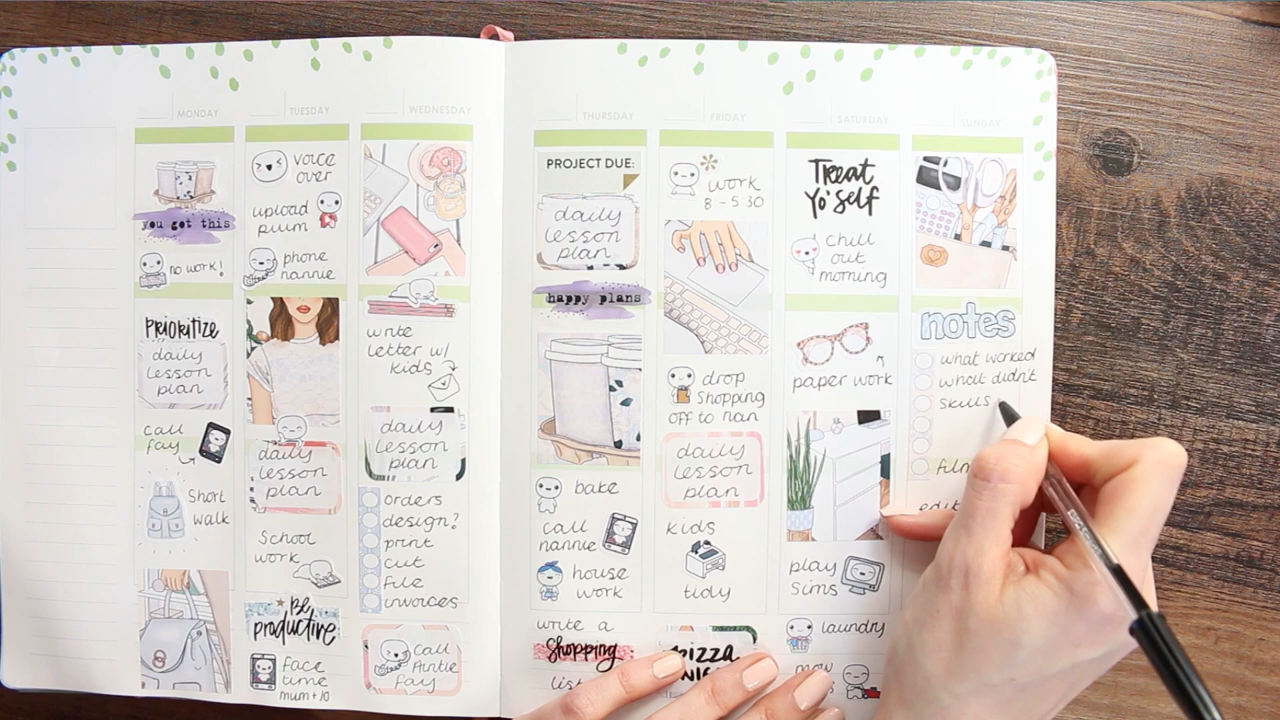 MONDAY
you got this
no work!
PRIORITIZE
daily
lesson
plan
call
fay
Short
walk
TUESDAY
voice
over
upload
phone
nannie
daily
lesson
plan
School
work
Be
productive
face
time
mum + JO
WEDNESDAY
write
letter w/
kids
daily
lesson
plan
orders
design?
print
cut
file
invoices
call
Auntie
fay
THURSDAY
PROJECT DUE:
daily
lesson
plan
happy plans
bake
call
nannie
house
work
write a
Shopping
list
FRIDAY
work
8 - 5 30
drop
Shopping
off to nan
daily
lesson
plan
kids
tidy
pizza
SATURDAY
Treat
Yo' Self
chill
out
morning
paper work
play
sims
laundry
mow
SUNDAY
notes
what worked
what didn't
skills
film
edit